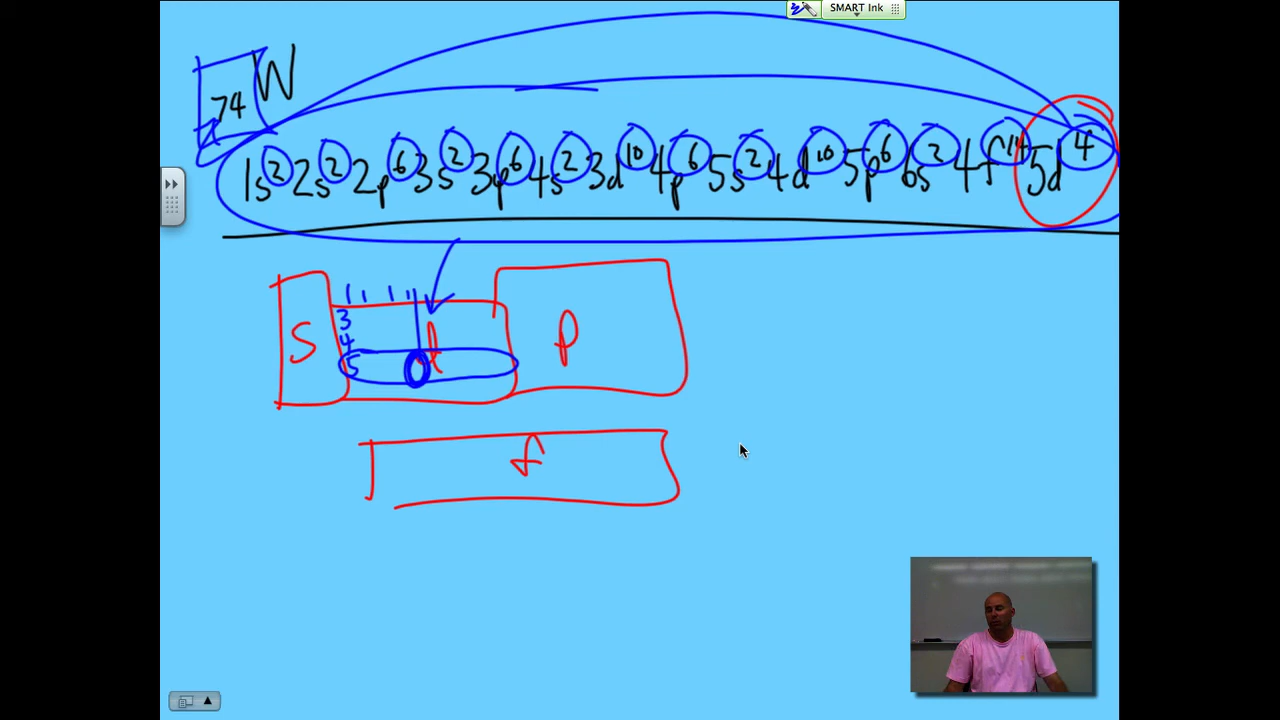 SMART Ink
74 W
1s² 2s² 2p⁶ 3s² 3p⁶ 4s² 3d¹⁰ 4p⁶ 5s² 4d¹⁰ 5p⁶ 6s² 4f¹⁴ 5d⁴
s 3 d p
4
5
f